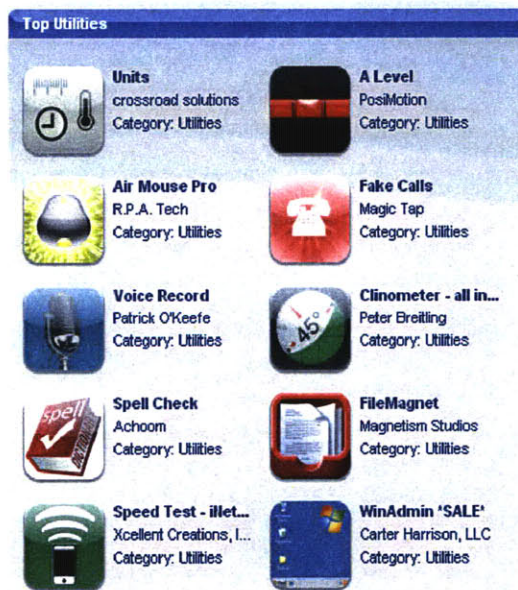 Top Utilities
Units
crossroad solutions
Category: Utilities
A Level
PosiMotion
Category: Utilities
Air Mouse Pro
R.P.A. Tech
Category: Utilities
Fake Calls
Magic Tap
Category: Utilities
Voice Record
Patrick O'Keefe
Category: Utilities
45°
Clinometer - all in...
Peter Breitling
Category: Utilities
spell
Spell Check
Achoom
Category: Utilities
FileMagnet
Magnetism Studios
Category: Utilities
Speed Test - iNet...
Xcellent Creations, I...
Category: Utilities
WinAdmin *SALE*
Carter Harrison, LLC
Category: Utilities